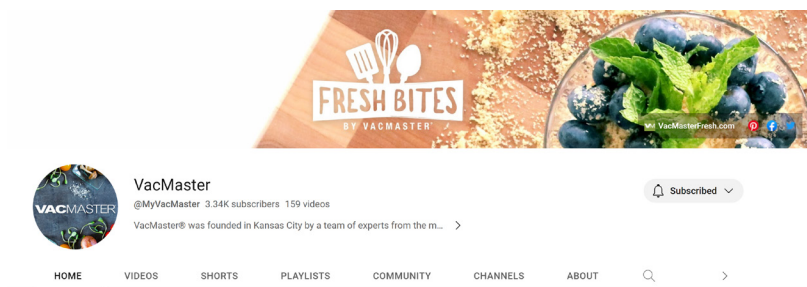 FRESH BITES
BY VACMASTER®
VacMasterFresh.com
VACMASTER
VacMaster
@MyVacMaster 3.34K subscribers 159 videos
Subscribed
VacMaster® was founded in Kansas City by a team of experts from the m...
HOME VIDEOS SHORTS PLAYLISTS COMMUNITY CHANNELS ABOUT